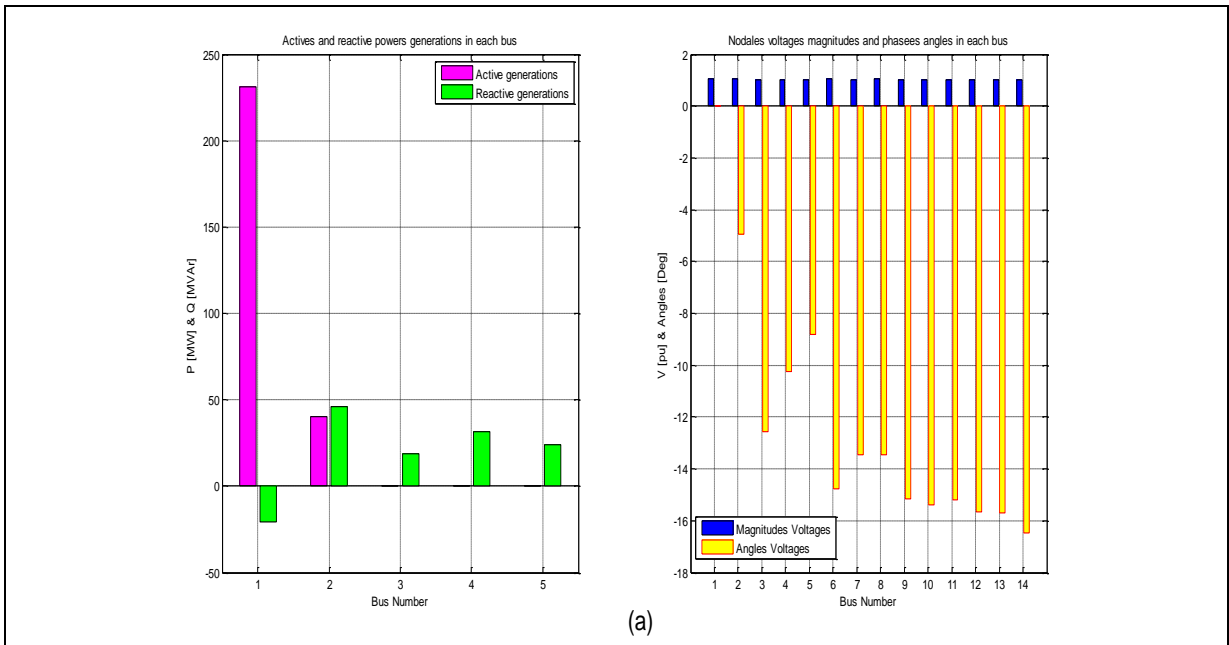 Actives and reactive powers generations in each bus
250
200
150
100
50
0
-50
P [MW] & Q [MVAr]
Active generations
Reactive generations
1 2 3 4 5
Bus Number
Nodales voltages magnitudes and phasees angles in each bus
2
0
-2
-4
-6
-8
-10
-12
-14
-16
-18
V [pu] & Angles [Deg]
Magnitudes Voltages
Angles Voltages
1 2 3 4 5 6 7 8 9 10 11 12 13 14
Bus Number
(a)